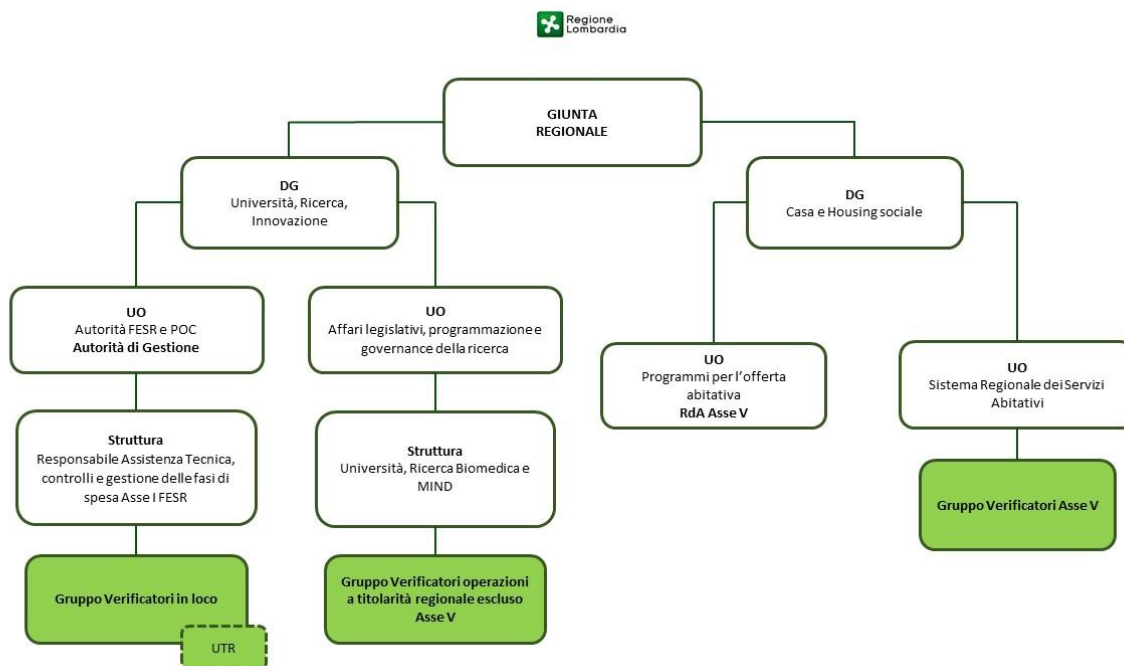 Regione
Lombardia
GIUNTA
REGIONALE
DG
Università, Ricerca,
Innovazione
DG
Casa e Housing sociale
UO
Autorità FESR e POC
Autorità di Gestione
UO
Affari legislativi, programmazione e
governance della ricerca
UO
Programmi per l'offerta
abitativa
RdA Asse V
UO
Sistema Regionale dei Servizi
Abitativi
Struttura
Responsabile Assistenza Tecnica,
controlli e gestione delle fasi di
spesa Asse I FESR
Struttura
Università, Ricerca Biomedica e
MIND
Gruppo Verificatori Asse V
Gruppo Verificatori in loco
UTR
Gruppo Verificatori operazioni
a titolarità regionale escluso
Asse V